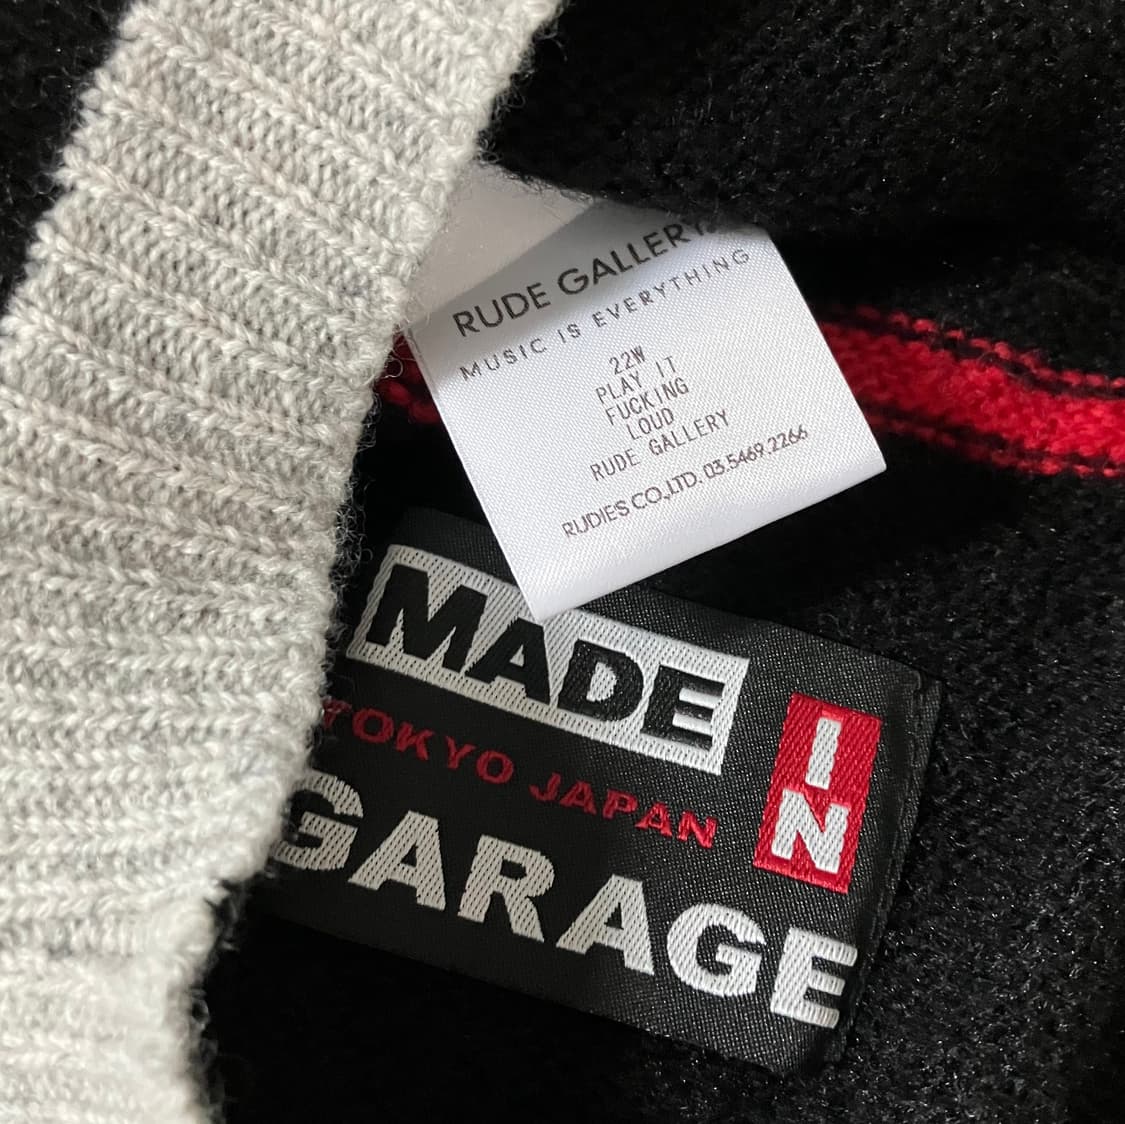 RUDE GALLERY
MUSIC IS EVERYTHING
22W
PLAY IT
FUCKING
LOUD
RUDE GALLERY
RUDIE'S CO.,LTD. 03.5469.2266
MADE
IN
TOKYO JAPAN
GARAGE